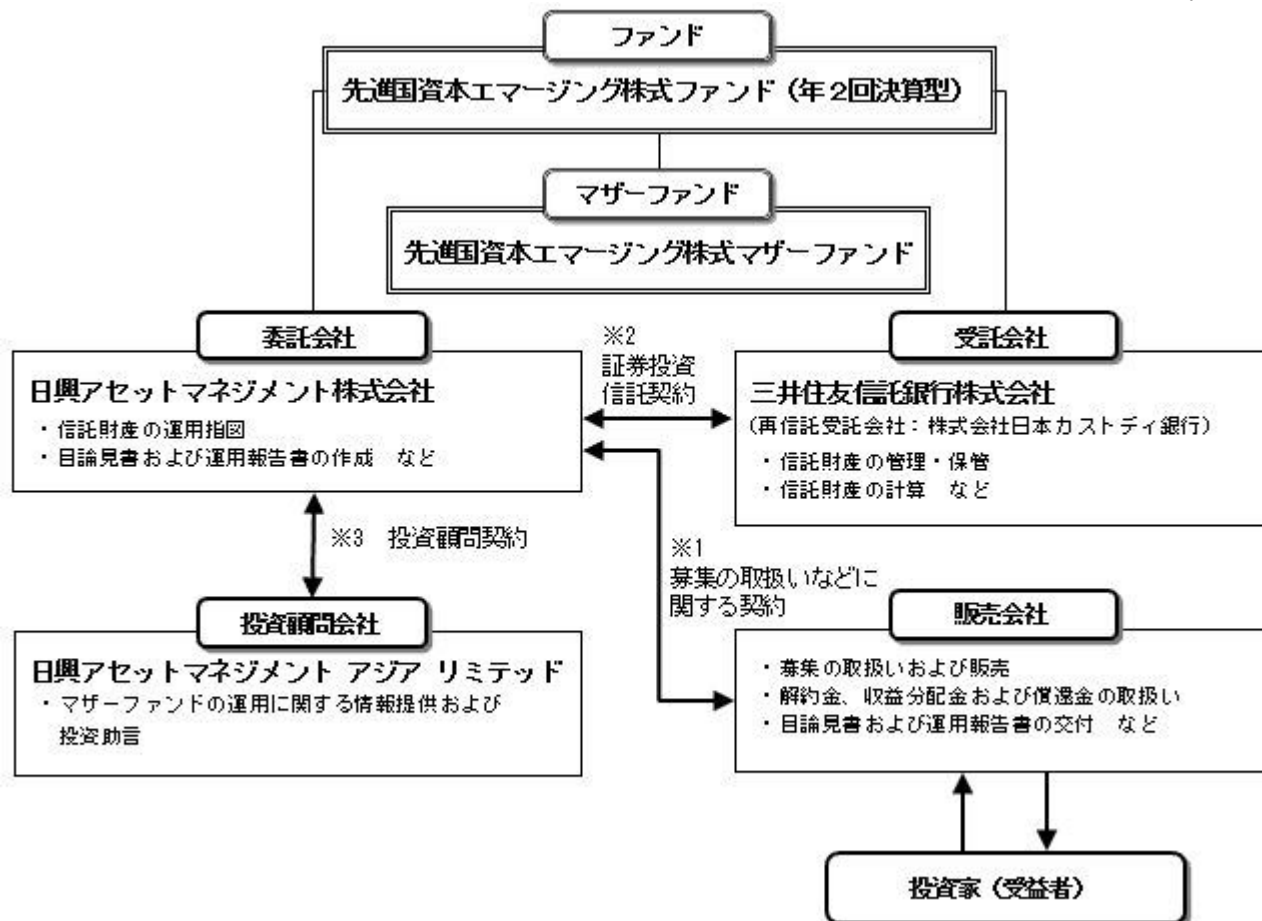 ファンド
先進国資本エマージング株式ファンド（年２回決算型）
マザーファンド
先進国資本エマージング株式マザーファンド
委託会社
日興アセットマネジメント株式会社
・信託財産の運用指図
・目論見書および運用報告書の作成　など
※2
証券投資
信託契約
受託会社
三井住友信託銀行株式会社
（再信託受託会社：株式会社日本カストディ銀行）
・信託財産の管理・保管
・信託財産の計算　など
※3　投資顧問契約
※1
募集の取扱いなどに
関する契約
投資顧問会社
日興アセットマネジメント アジア リミテッド
・マザーファンドの運用に関する情報提供および
投資助言
販売会社
・募集の取扱いおよび販売
・解約金、収益分配金および償還金の取扱い
・目論見書および運用報告書の交付　など
投資家（受益者）